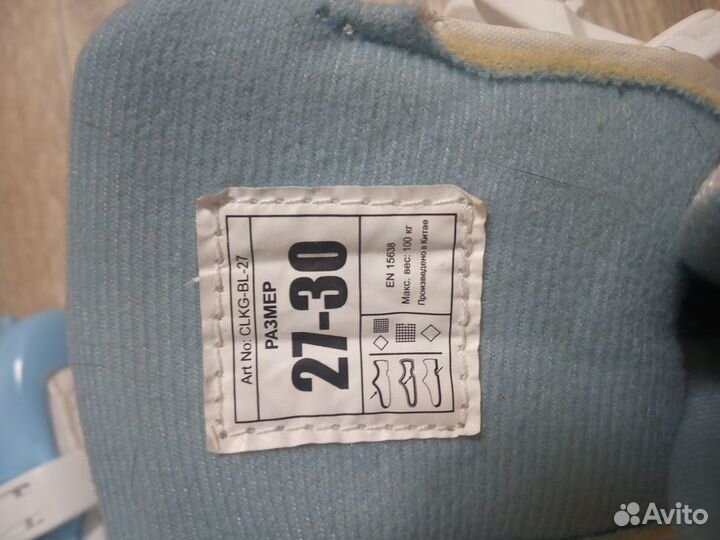 Art No: CLKG-BL-27
РАЗМЕР
27-30
EN 15638
Макс. вес: 100 кг
Произведено в Китае
Avito